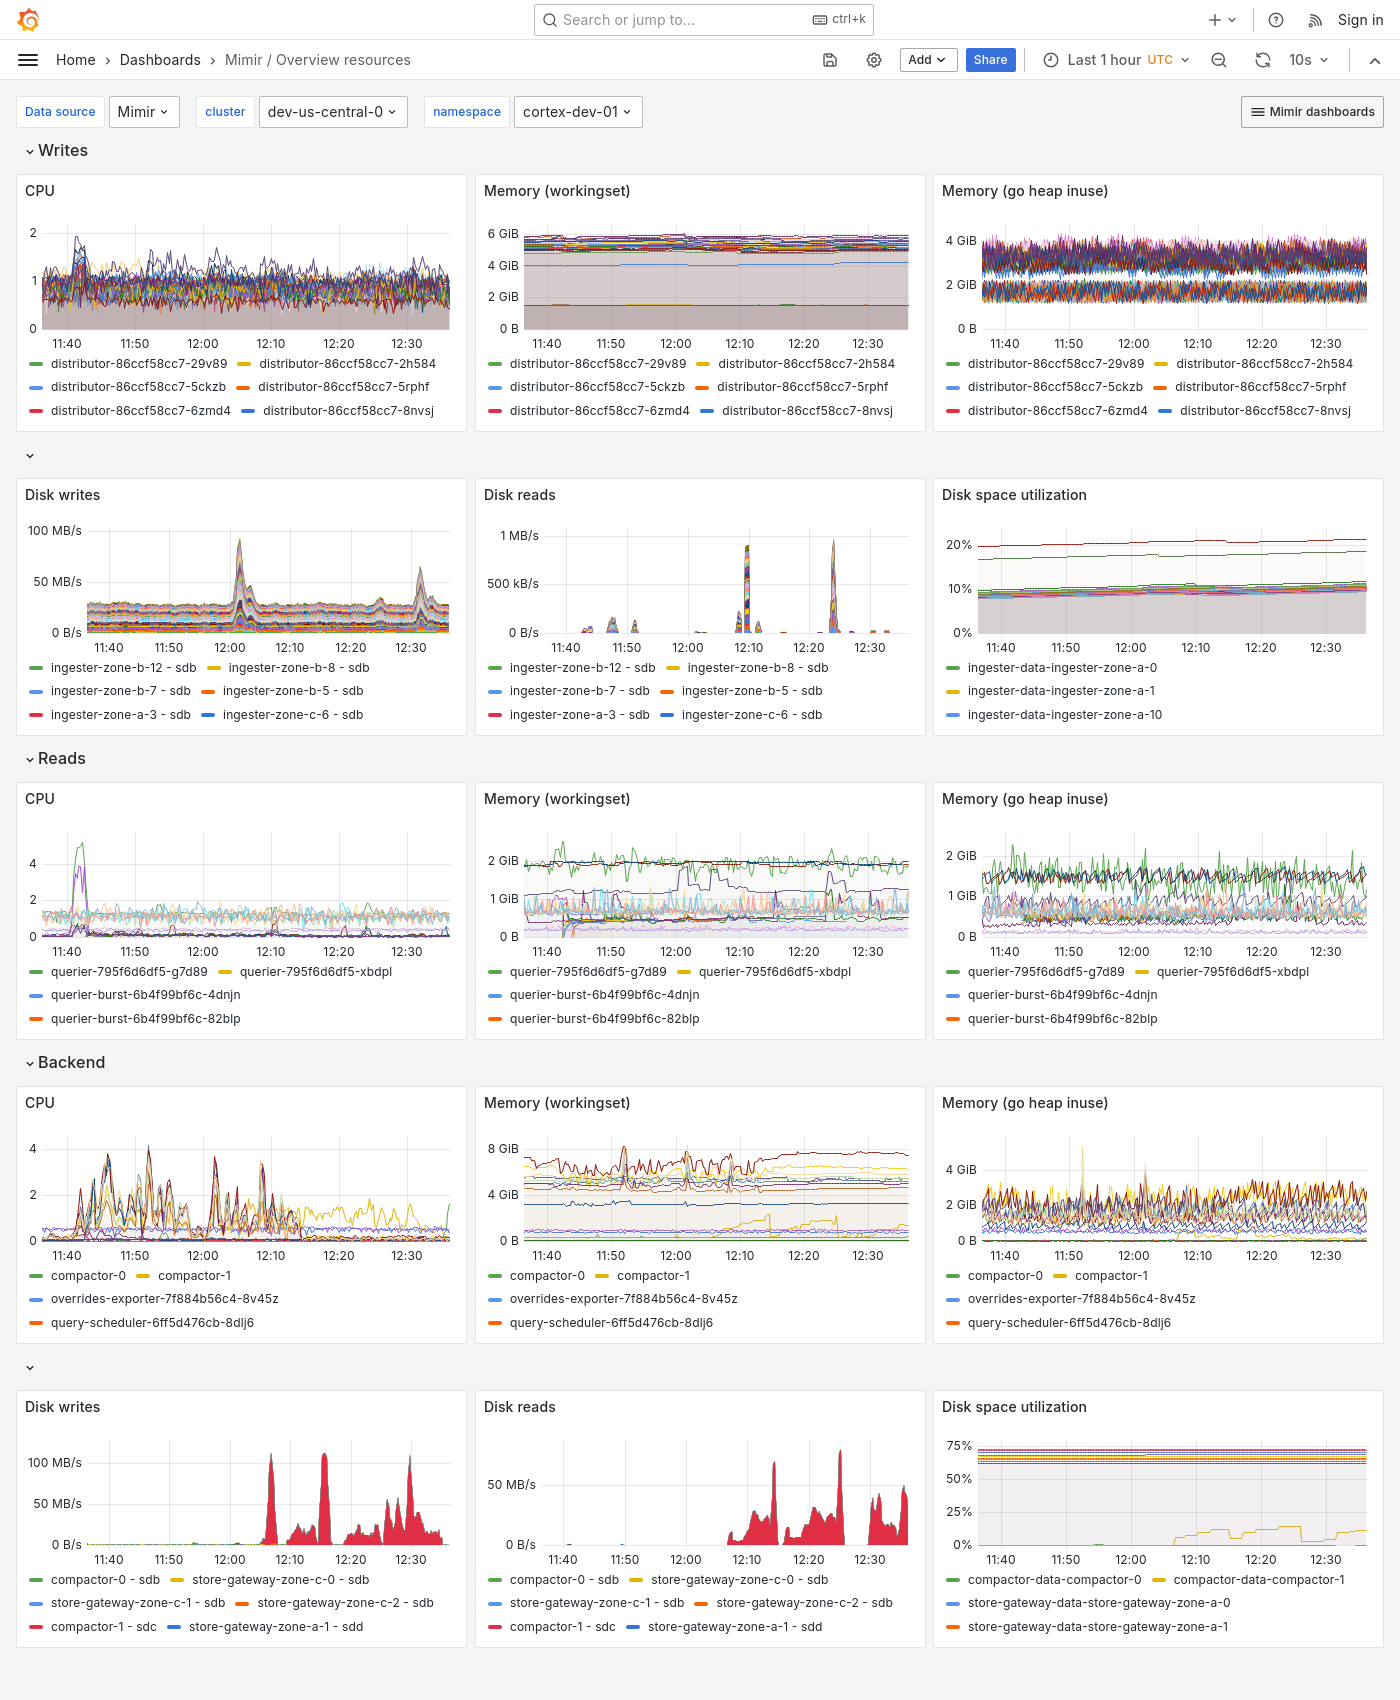 Search or jump to... ctrl+k Sign in
Home Dashboards Mimir / Overview resources Add Share Last 1 hour UTC 10s
Data source Mimir cluster dev-us-central-0 namespace cortex-dev-01 Mimir dashboards
Writes
CPU
2
1
0
11:40 11:50 12:00 12:10 12:20 12:30
distributor-86ccf58cc7-29v89 distributor-86ccf58cc7-2h584
distributor-86ccf58cc7-5ckzb distributor-86ccf58cc7-5rphf
distributor-86ccf58cc7-6zmd4 distributor-86ccf58cc7-8nvsj
Memory (workingset)
6 GiB
4 GiB
2 GiB
0 B
11:40 11:50 12:00 12:10 12:20 12:30
distributor-86ccf58cc7-29v89 distributor-86ccf58cc7-2h584
distributor-86ccf58cc7-5ckzb distributor-86ccf58cc7-5rphf
distributor-86ccf58cc7-6zmd4 distributor-86ccf58cc7-8nvsj
Memory (go heap inuse)
4 GiB
2 GiB
0 B
11:40 11:50 12:00 12:10 12:20 12:30
distributor-86ccf58cc7-29v89 distributor-86ccf58cc7-2h584
distributor-86ccf58cc7-5ckzb distributor-86ccf58cc7-5rphf
distributor-86ccf58cc7-6zmd4 distributor-86ccf58cc7-8nvsj
Disk writes
100 MB/s
50 MB/s
0 B/s
11:40 11:50 12:00 12:10 12:20 12:30
ingester-zone-b-12 - sdb ingester-zone-b-8 - sdb
ingester-zone-b-7 - sdb ingester-zone-b-5 - sdb
ingester-zone-a-3 - sdb ingester-zone-c-6 - sdb
Disk reads
1 MB/s
500 kB/s
0 B/s
11:40 11:50 12:00 12:10 12:20 12:30
ingester-zone-b-12 - sdb ingester-zone-b-8 - sdb
ingester-zone-b-7 - sdb ingester-zone-b-5 - sdb
ingester-zone-a-3 - sdb ingester-zone-c-6 - sdb
Disk space utilization
20%
10%
0%
11:40 11:50 12:00 12:10 12:20 12:30
ingester-data-ingester-zone-a-0
ingester-data-ingester-zone-a-1
ingester-data-ingester-zone-a-10
Reads
CPU
4
2
0
11:40 11:50 12:00 12:10 12:20 12:30
querier-795f6d6df5-g7d89 querier-795f6d6df5-xbdpl
querier-burst-6b4f99bf6c-4dnjn
querier-burst-6b4f99bf6c-82blp
Memory (workingset)
2 GiB
1 GiB
0 B
11:40 11:50 12:00 12:10 12:20 12:30
querier-795f6d6df5-g7d89 querier-795f6d6df5-xbdpl
querier-burst-6b4f99bf6c-4dnjn
querier-burst-6b4f99bf6c-82blp
Memory (go heap inuse)
2 GiB
1 GiB
0 B
11:40 11:50 12:00 12:10 12:20 12:30
querier-795f6d6df5-g7d89 querier-795f6d6df5-xbdpl
querier-burst-6b4f99bf6c-4dnjn
querier-burst-6b4f99bf6c-82blp
Backend
CPU
4
2
0
11:40 11:50 12:00 12:10 12:20 12:30
compactor-0 compactor-1
overrides-exporter-7f884b56c4-8v45z
query-scheduler-6ff5d476cb-8dlj6
Memory (workingset)
8 GiB
4 GiB
0 B
11:40 11:50 12:00 12:10 12:20 12:30
compactor-0 compactor-1
overrides-exporter-7f884b56c4-8v45z
query-scheduler-6ff5d476cb-8dlj6
Memory (go heap inuse)
4 GiB
2 GiB
0 B
11:40 11:50 12:00 12:10 12:20 12:30
compactor-0 compactor-1
overrides-exporter-7f884b56c4-8v45z
query-scheduler-6ff5d476cb-8dlj6
Disk writes
100 MB/s
50 MB/s
0 B/s
11:40 11:50 12:00 12:10 12:20 12:30
compactor-0 - sdb store-gateway-zone-c-0 - sdb
store-gateway-zone-c-1 - sdb store-gateway-zone-c-2 - sdb
compactor-1 - sdc store-gateway-zone-a-1 - sdd
Disk reads
50 MB/s
0 B/s
11:40 11:50 12:00 12:10 12:20 12:30
compactor-0 - sdb store-gateway-zone-c-0 - sdb
store-gateway-zone-c-1 - sdb store-gateway-zone-c-2 - sdb
compactor-1 - sdc store-gateway-zone-a-1 - sdd
Disk space utilization
75%
50%
25%
0%
11:40 11:50 12:00 12:10 12:20 12:30
compactor-data-compactor-0 compactor-data-compactor-1
store-gateway-data-store-gateway-zone-a-0
store-gateway-data-store-gateway-zone-a-1